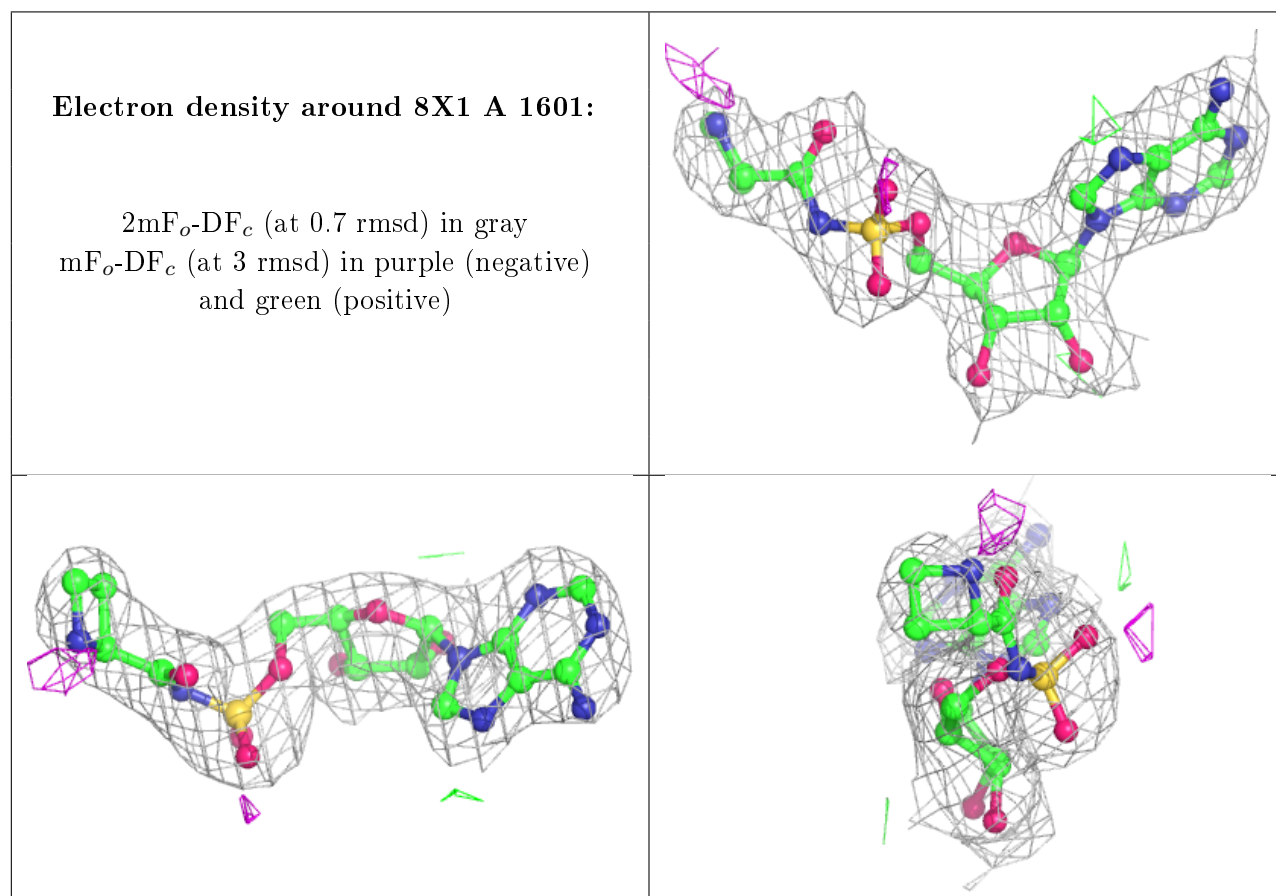 Electron density around 8X1 A 1601:
2mFo-DFc (at 0.7 rmsd) in gray
mFo-DFc (at 3 rmsd) in purple (negative)
and green (positive)